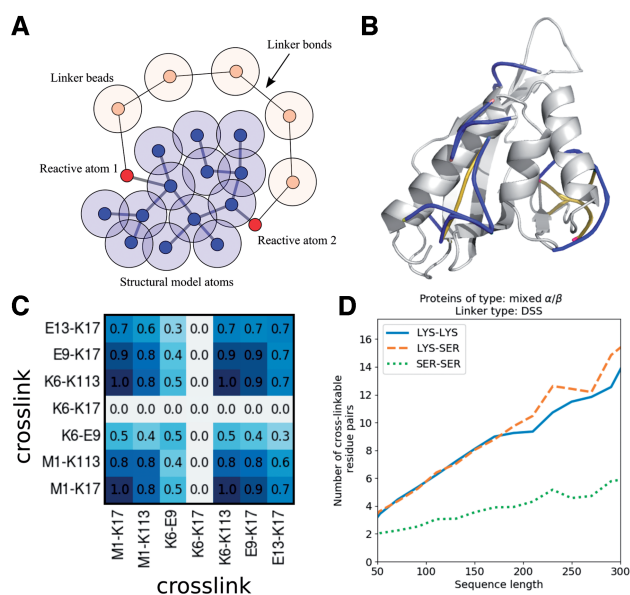 A
Linker bonds
Linker beads
Reactive atom 1
Reactive atom 2
Structural model atoms
B
C
crosslink
E13-K17 0.7 0.6 0.3 0.0 0.7 0.7 0.7
E9-K17 0.9 0.8 0.4 0.0 0.9 0.9 0.7
K6-K113 1.0 0.8 0.5 0.0 1.0 0.9 0.7
K6-K17 0.0 0.0 0.0 0.0 0.0 0.0 0.0
K6-E9 0.5 0.4 0.5 0.0 0.5 0.4 0.3
M1-K113 0.8 0.8 0.4 0.0 0.8 0.8 0.6
M1-K17 1.0 0.8 0.5 0.0 1.0 0.9 0.7
M1-K17 M1-K113 K6-E9 K6-K17 K6-K113 E9-K17 E13-K17
crosslink
D
Proteins of type: mixed α/β
Linker type: DSS
LYS-LYS
LYS-SER
SER-SER
Number of cross-linkable
residue pairs
16
14
12
10
8
6
4
2
0
50 100 150 200 250 300
Sequence length